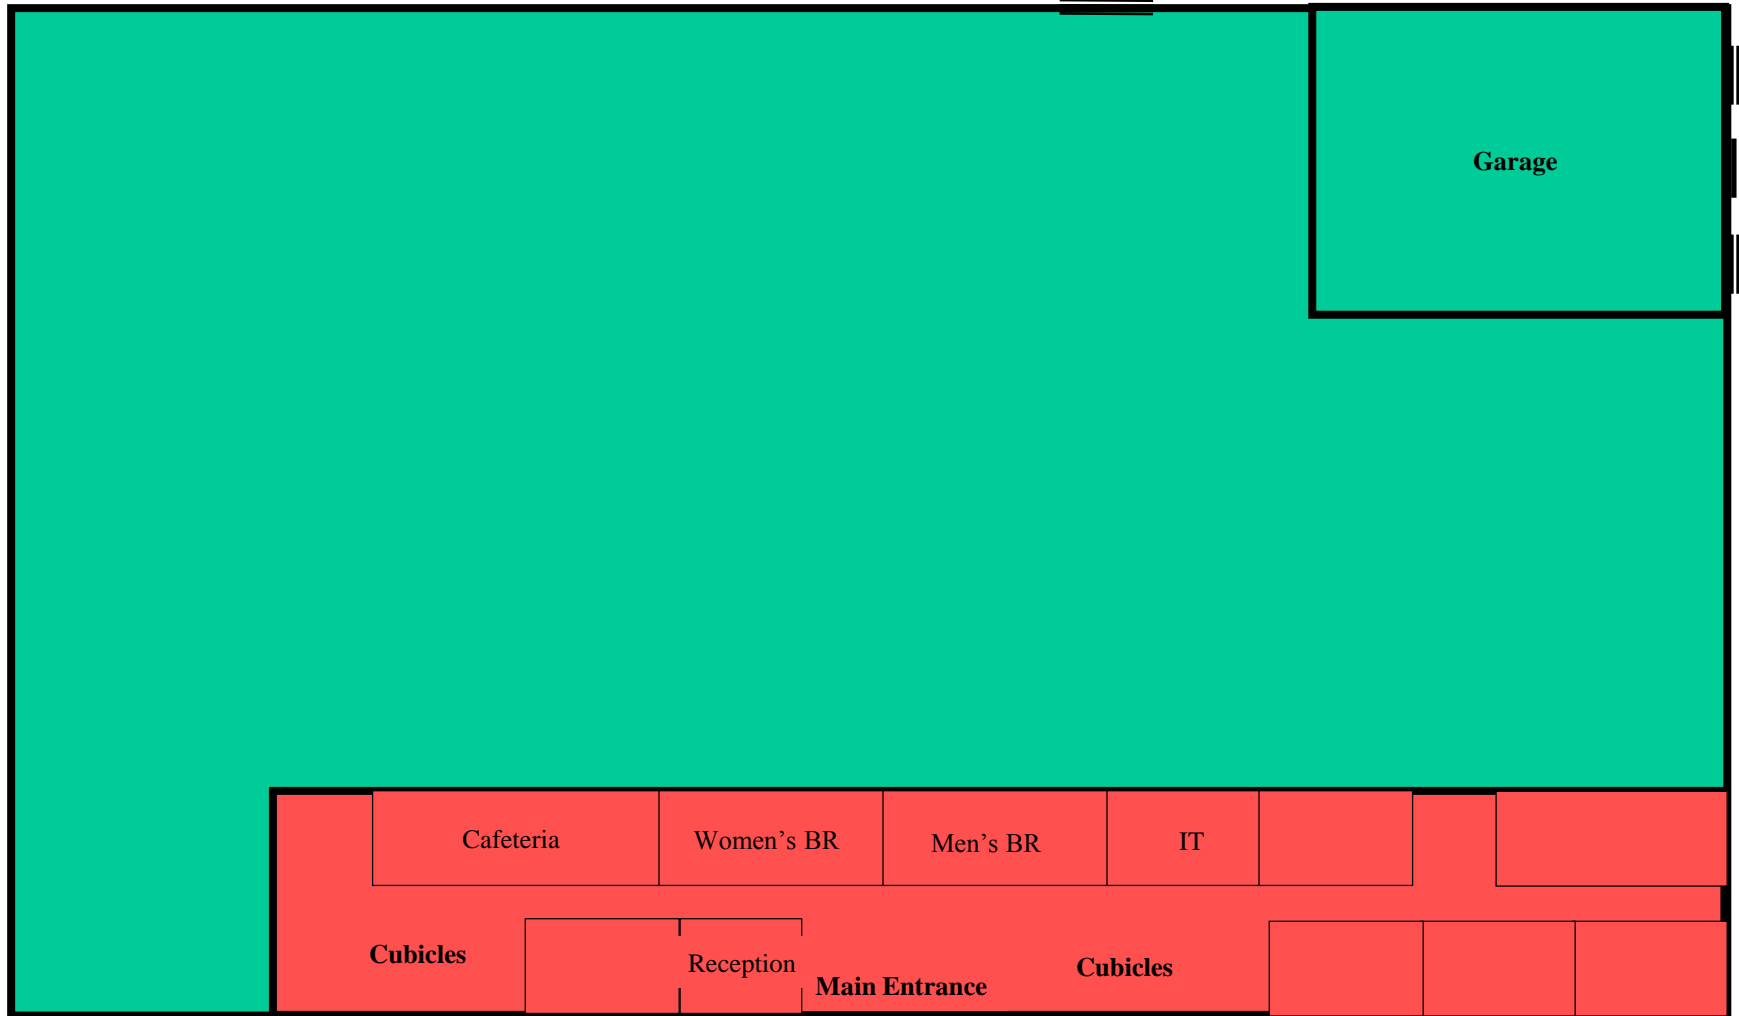 Garage
Cafeteria
Women’s BR
Men’s BR
IT
Cubicles
Reception
Main Entrance
Cubicles